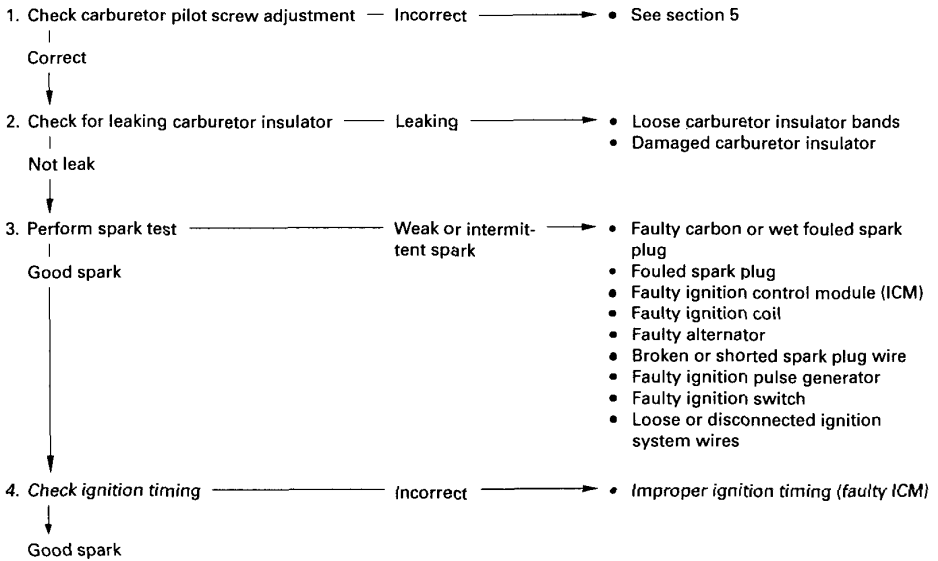 1. Check carburetor pilot screw adjustment — Incorrect • See section 5
Correct
2. Check for leaking carburetor insulator — Leaking • Loose carburetor insulator bands
• Damaged carburetor insulator
Not leak
3. Perform spark test Weak or intermit- • Faulty carbon or wet fouled spark
tent spark plug
Good spark • Fouled spark plug
• Faulty ignition control module (ICM)
• Faulty ignition coil
• Faulty alternator
• Broken or shorted spark plug wire
• Faulty ignition pulse generator
• Faulty ignition switch
• Loose or disconnected ignition
system wires
4. Check ignition timing Incorrect • Improper ignition timing (faulty ICM)
Good spark